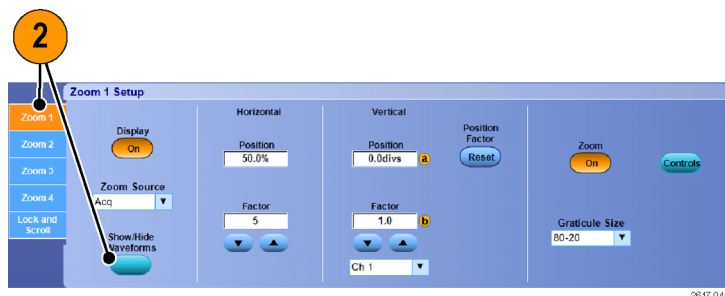 2
Zoom 1 Setup
Zoom 1
Zoom 2
Zoom 3
Zoom 4
Lock and
Scroll
Display
On
Zoom Source
Acq
Show/Hide
Waveforms
Horizontal
Position
50.0%
Factor
5
Vertical
Position
0.0divs
a
Factor
1.0
b
Ch 1
Position
Factor
Reset
Zoom
On
Controls
Graticule Size
80-20